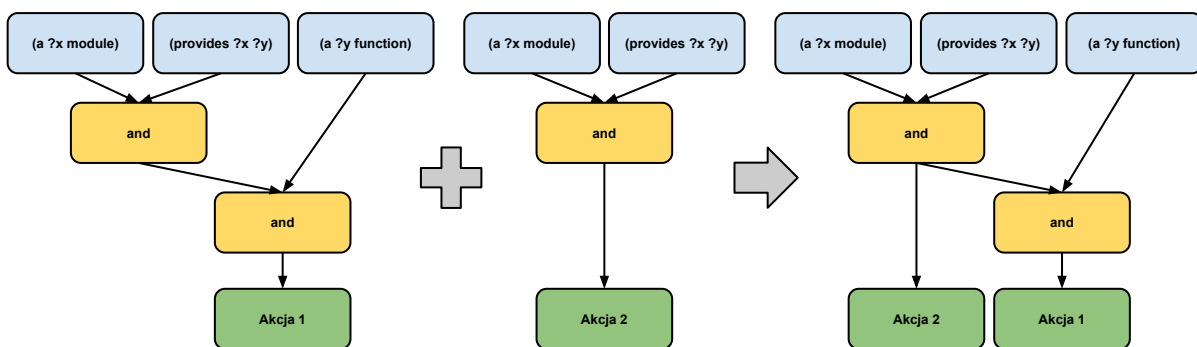 (a ?x module) (provides ?x ?y) (a ?y function) (a ?x module) (provides ?x ?y) (a ?x module) (provides ?x ?y) (a ?y function)
and and and
and and
Akcja 1 Akcja 2 Akcja 2 Akcja 1